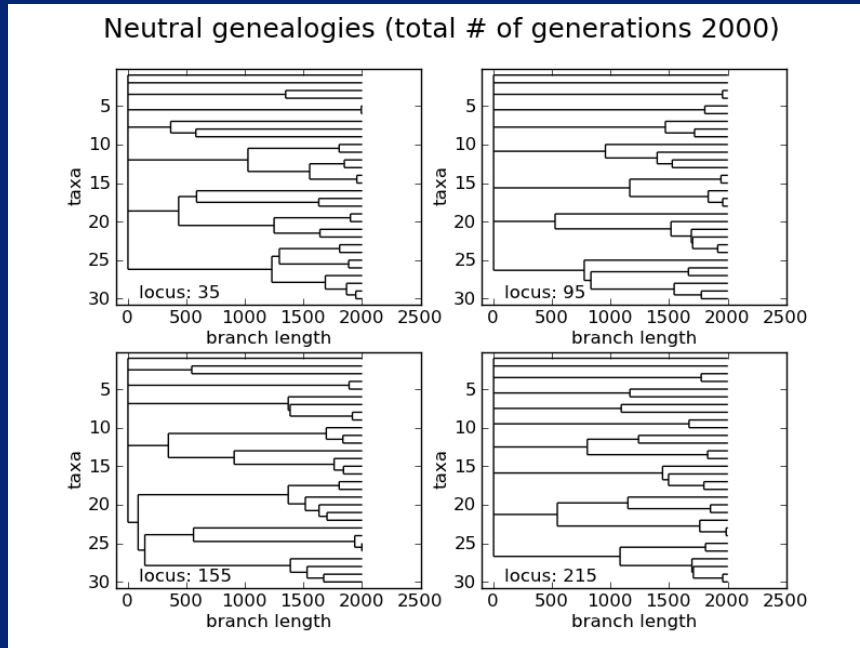 Neutral genealogies (total # of generations 2000)
taxa
5
10
15
20
25
30
locus: 35
0 500 1000 1500 2000 2500
branch length
taxa
5
10
15
20
25
30
locus: 95
0 500 1000 1500 2000 2500
branch length
taxa
5
10
15
20
25
30
locus: 155
0 500 1000 1500 2000 2500
branch length
taxa
5
10
15
20
25
30
locus: 215
0 500 1000 1500 2000 2500
branch length